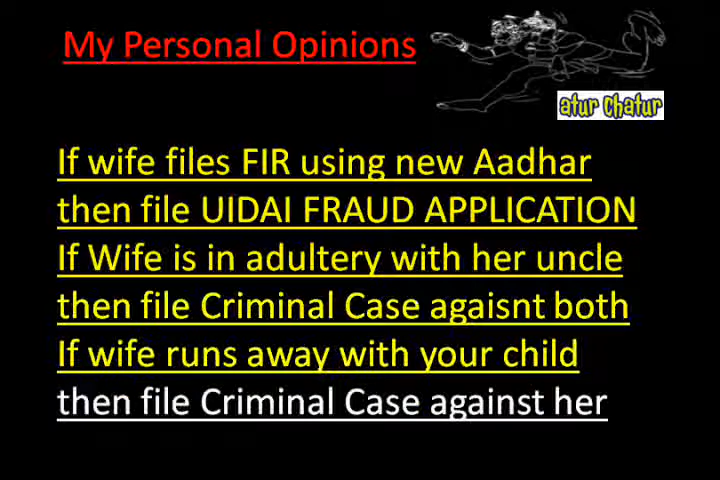 My Personal Opinions
atur chatur
If wife files FIR using new Aadhar
then file UIDAI FRAUD APPLICATION
If Wife is in adultery with her uncle
then file Criminal Case agaisnt both
If wife runs away with your child
then file Criminal Case against her